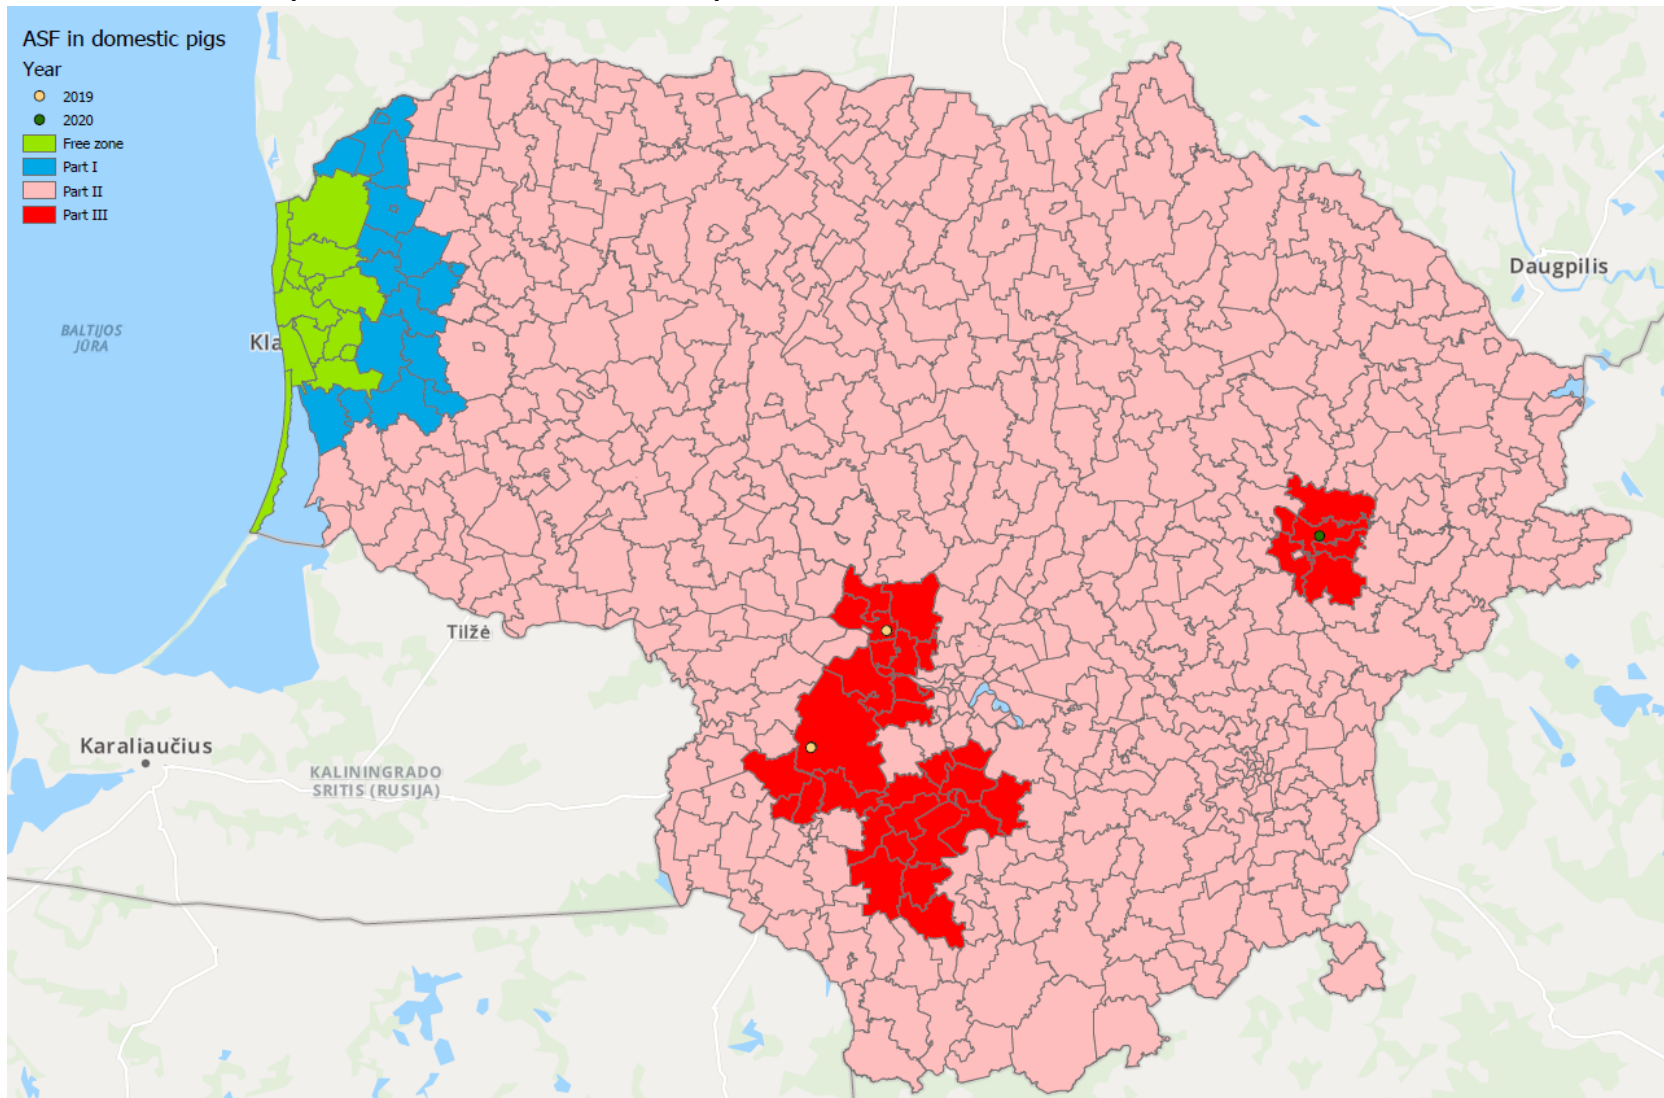 ASF in domestic pigs
Year
2019
2020
Free zone
Part I
Part II
Part III
Daugpilis
BALTIJOS
JŪRA
Kla
Tilžė
Karaliaučius
KALININGRADO
SRITIS (RUSIJA)